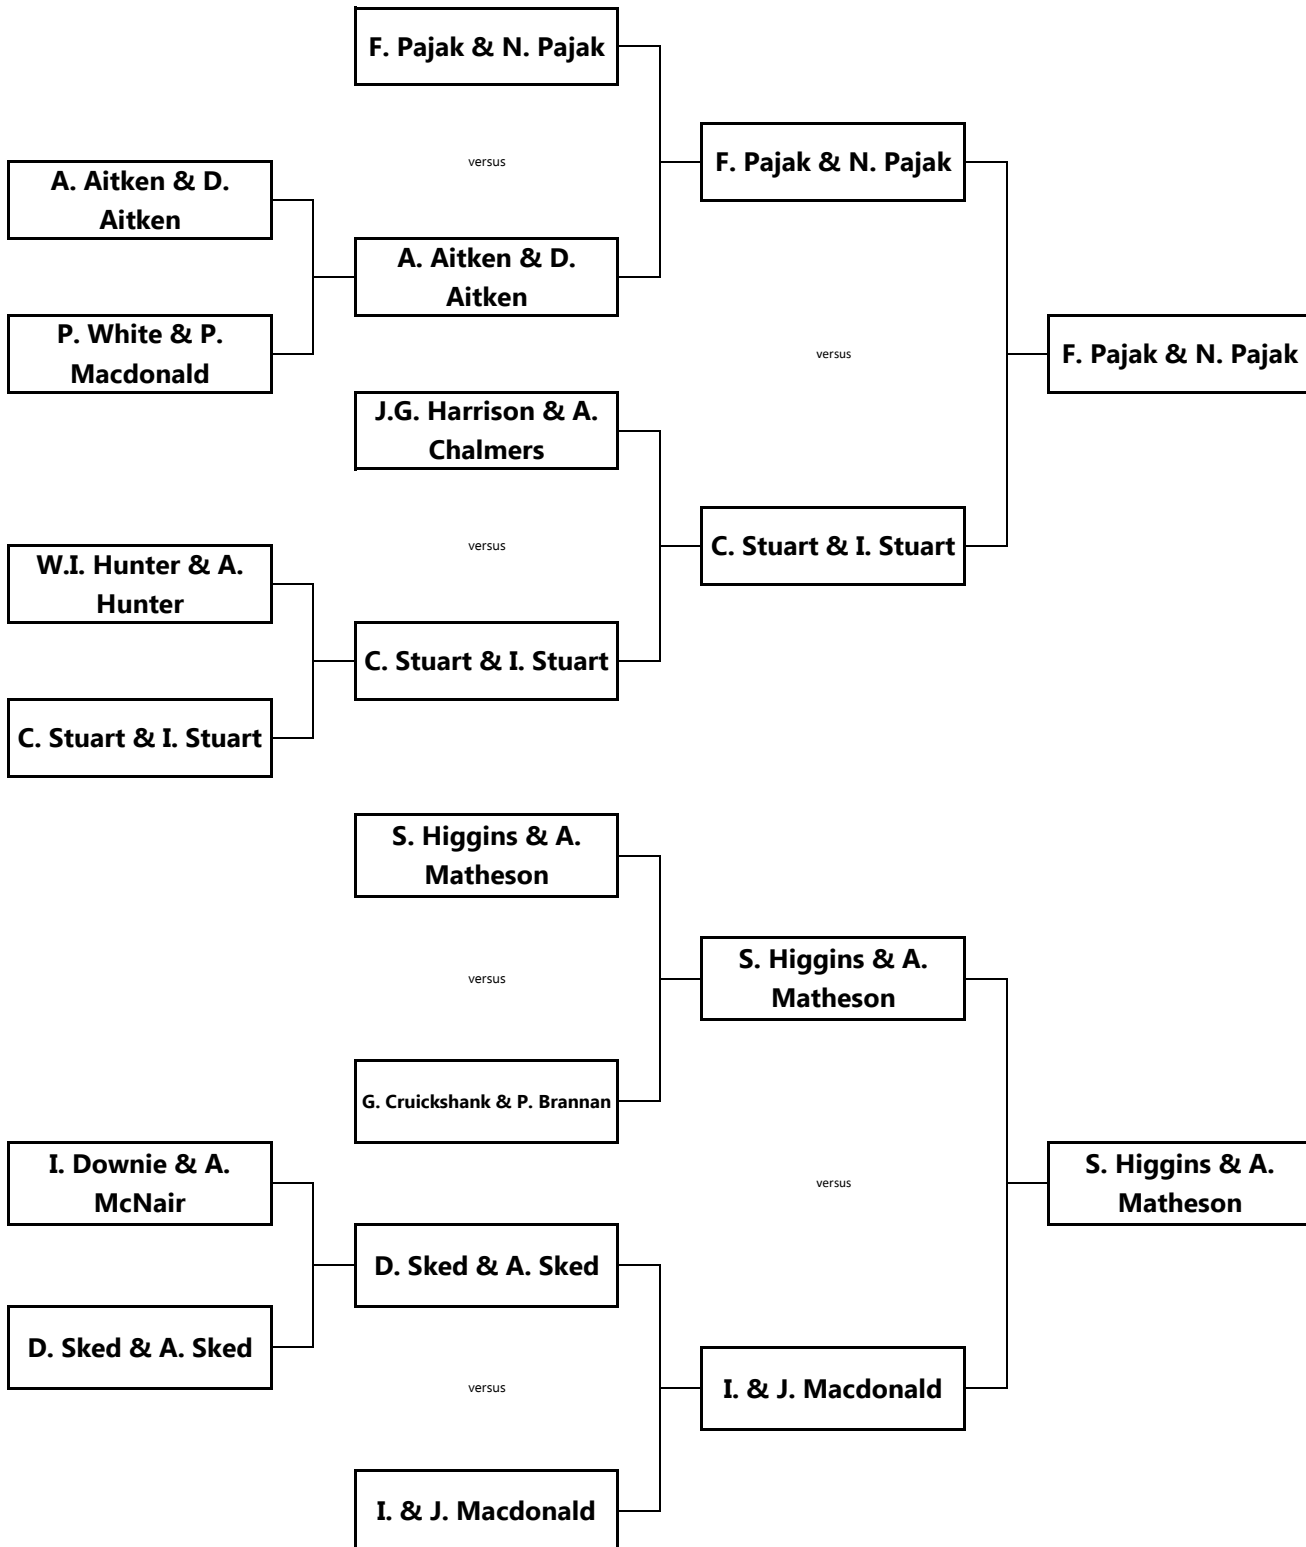 F. Pajak & N. Pajak
versus
F. Pajak & N. Pajak
A. Aitken & D.
Aitken
A. Aitken & D.
Aitken
P. White & P.
Macdonald
versus
F. Pajak & N. Pajak
J.G. Harrison & A.
Chalmers
W.I. Hunter & A.
Hunter
versus
C. Stuart & I. Stuart
C. Stuart & I. Stuart
C. Stuart & I. Stuart
S. Higgins & A.
Matheson
versus
S. Higgins & A.
Matheson
G. Cruickshank & P. Brannan
I. Downie & A.
McNair
versus
S. Higgins & A.
Matheson
D. Sked & A. Sked
D. Sked & A. Sked
versus
I. & J. Macdonald
I. & J. Macdonald